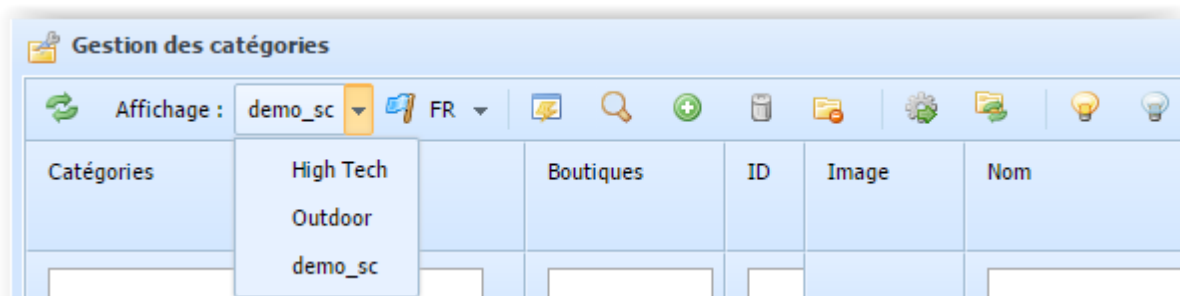 Gestion des catégories
Affichage : demo_sc FR
Catégories Boutiques ID Image Nom
High Tech
Outdoor
demo_sc